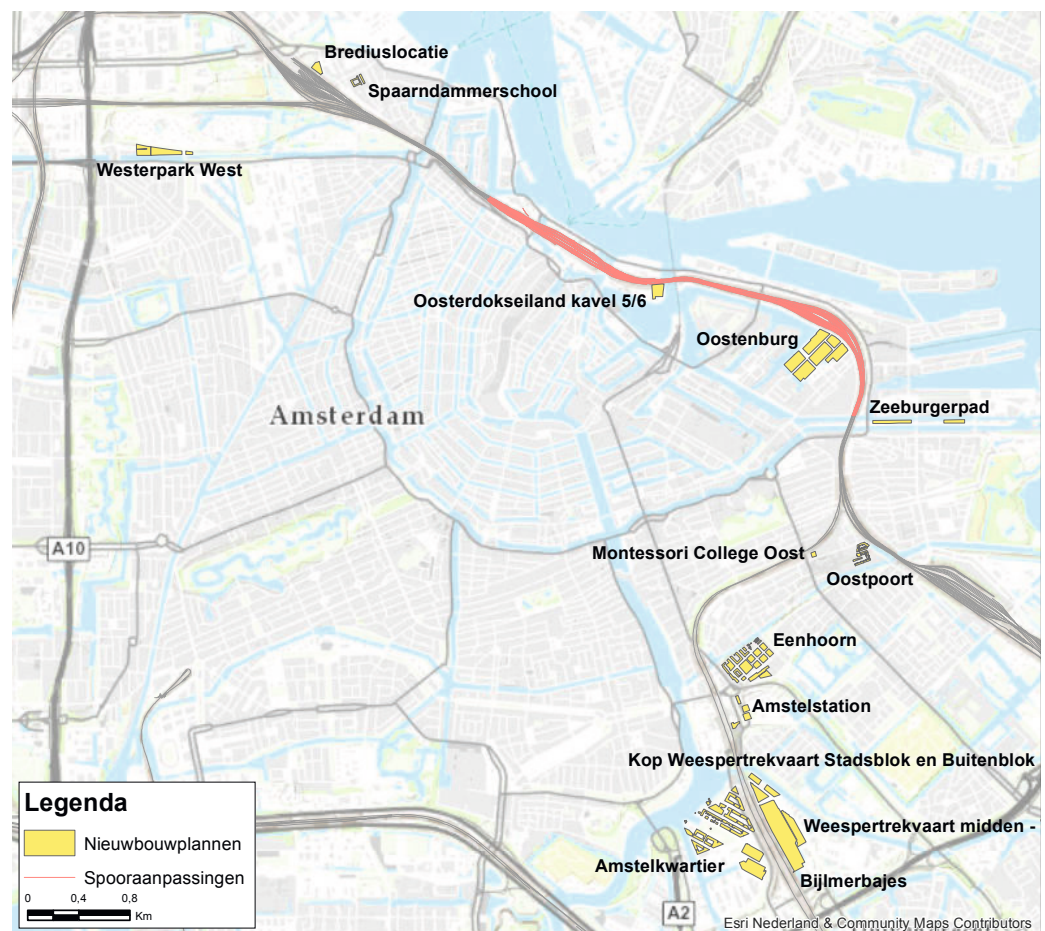 Brediuslocatie
Spaarndammerschool
Westerpark West
Oosterdokseiland kavel 5/6
Oostenburg
Zeeburgerpad
Amsterdam
A10
Montessori College Oost
Oostpoort
Eenhoorn
Amstelstation
Kop Weespertrekvaart Stadsblok en Buitenblok
Weespertrekvaart midden -
Amstelkwartier
Bijlmerbajes
A2
Legenda
Nieuwbouwplannen
Spooraanpassingen
0 0,4 0,8
Km
Esri Nederland & Community Maps Contributors